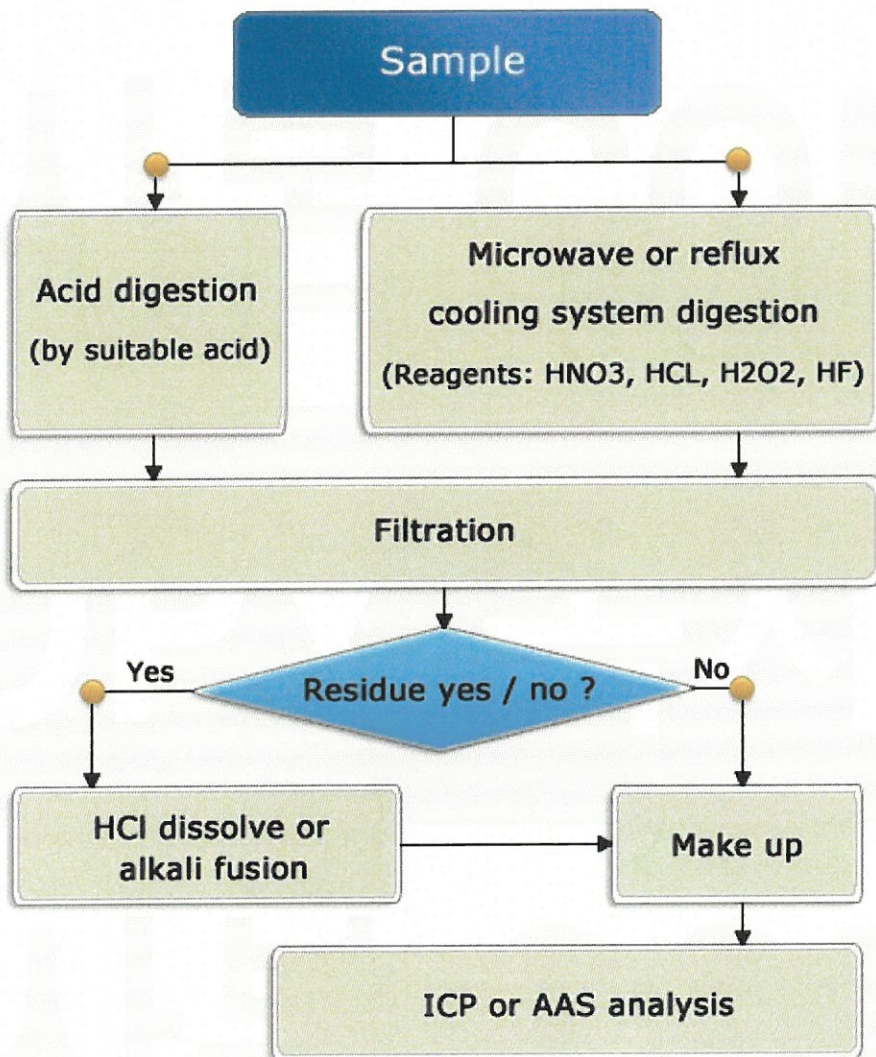 Sample
Acid digestion
(by suitable acid)
Microwave or reflux
cooling system digestion
(Reagents: HNO3, HCL, H2O2, HF)
Filtration
Yes
Residue yes / no ?
No
HCl dissolve or
alkali fusion
Make up
ICP or AAS analysis